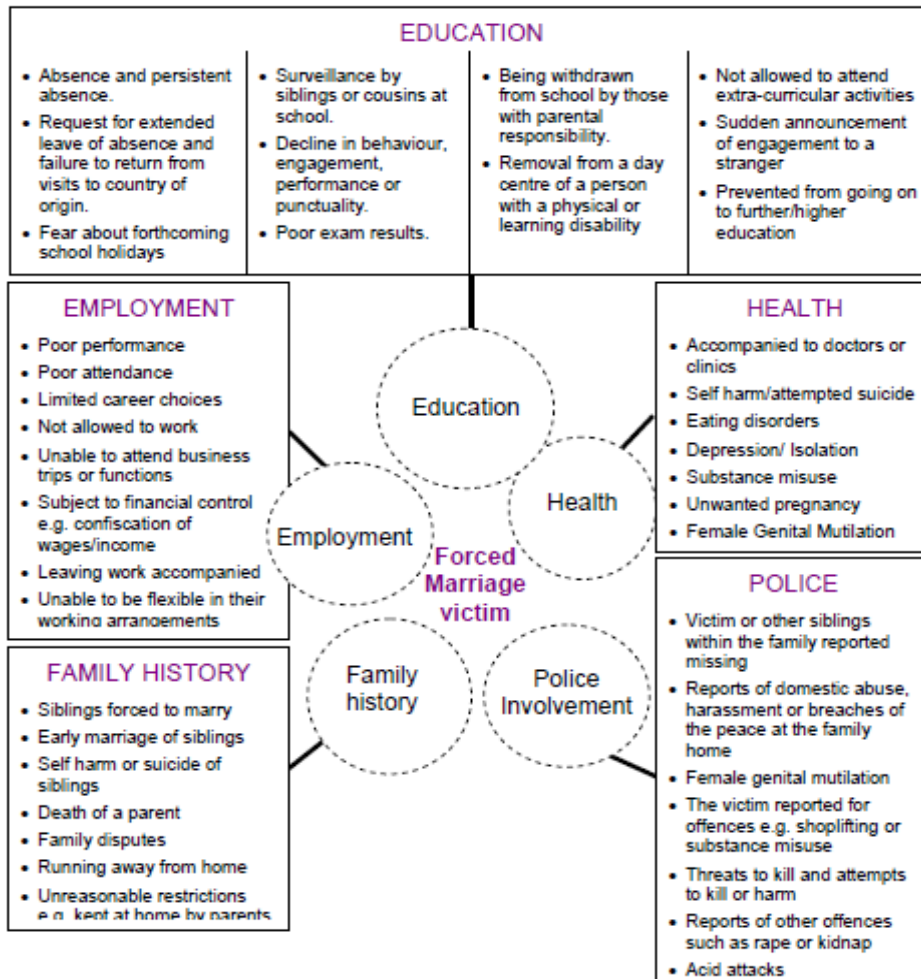 EDUCATION
• Absence and persistent
absence.
• Request for extended
leave of absence and
failure to return from
visits to country of
origin.
• Fear about forthcoming
school holidays
• Surveillance by
siblings or cousins at
school.
• Decline in behaviour,
engagement,
performance or
punctuality.
• Poor exam results.
• Being withdrawn
from school by those
with parental
responsibility.
• Removal from a day
centre of a person
with a physical or
learning disability
• Not allowed to attend
extra-curricular activities
• Sudden announcement
of engagement to a
stranger
• Prevented from going on
to further/higher
education
EMPLOYMENT
• Poor performance
• Poor attendance
• Limited career choices
• Not allowed to work
• Unable to attend business
trips or functions
• Subject to financial control
e.g. confiscation of
wages/income
• Leaving work accompanied
• Unable to be flexible in their
working arrangements
HEALTH
• Accompanied to doctors or
clinics
• Self harm/attempted suicide
• Eating disorders
• Depression/ Isolation
• Substance misuse
• Unwanted pregnancy
• Female Genital Mutilation
Education
Health
Employment
Forced
Marriage
victim
Family
history
Police
Involvement
FAMILY HISTORY
• Siblings forced to marry
• Early marriage of siblings
• Self harm or suicide of
siblings
• Death of a parent
• Family disputes
• Running away from home
• Unreasonable restrictions
e.g. kept at home by parents
POLICE
• Victim or other siblings
within the family reported
missing
• Reports of domestic abuse,
harassment or breaches of
the peace at the family
home
• Female genital mutilation
• The victim reported for
offences e.g. shoplifting or
substance misuse
• Threats to kill and attempts
to kill or harm
• Reports of other offences
such as rape or kidnap
• Acid attacks